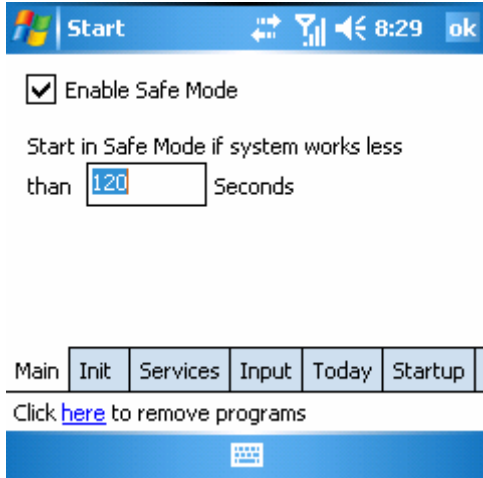 Start 8:29 ok
Enable Safe Mode
Start in Safe Mode if system works less
than 120 Seconds
Main Init Services Input Today Startup
Click here to remove programs